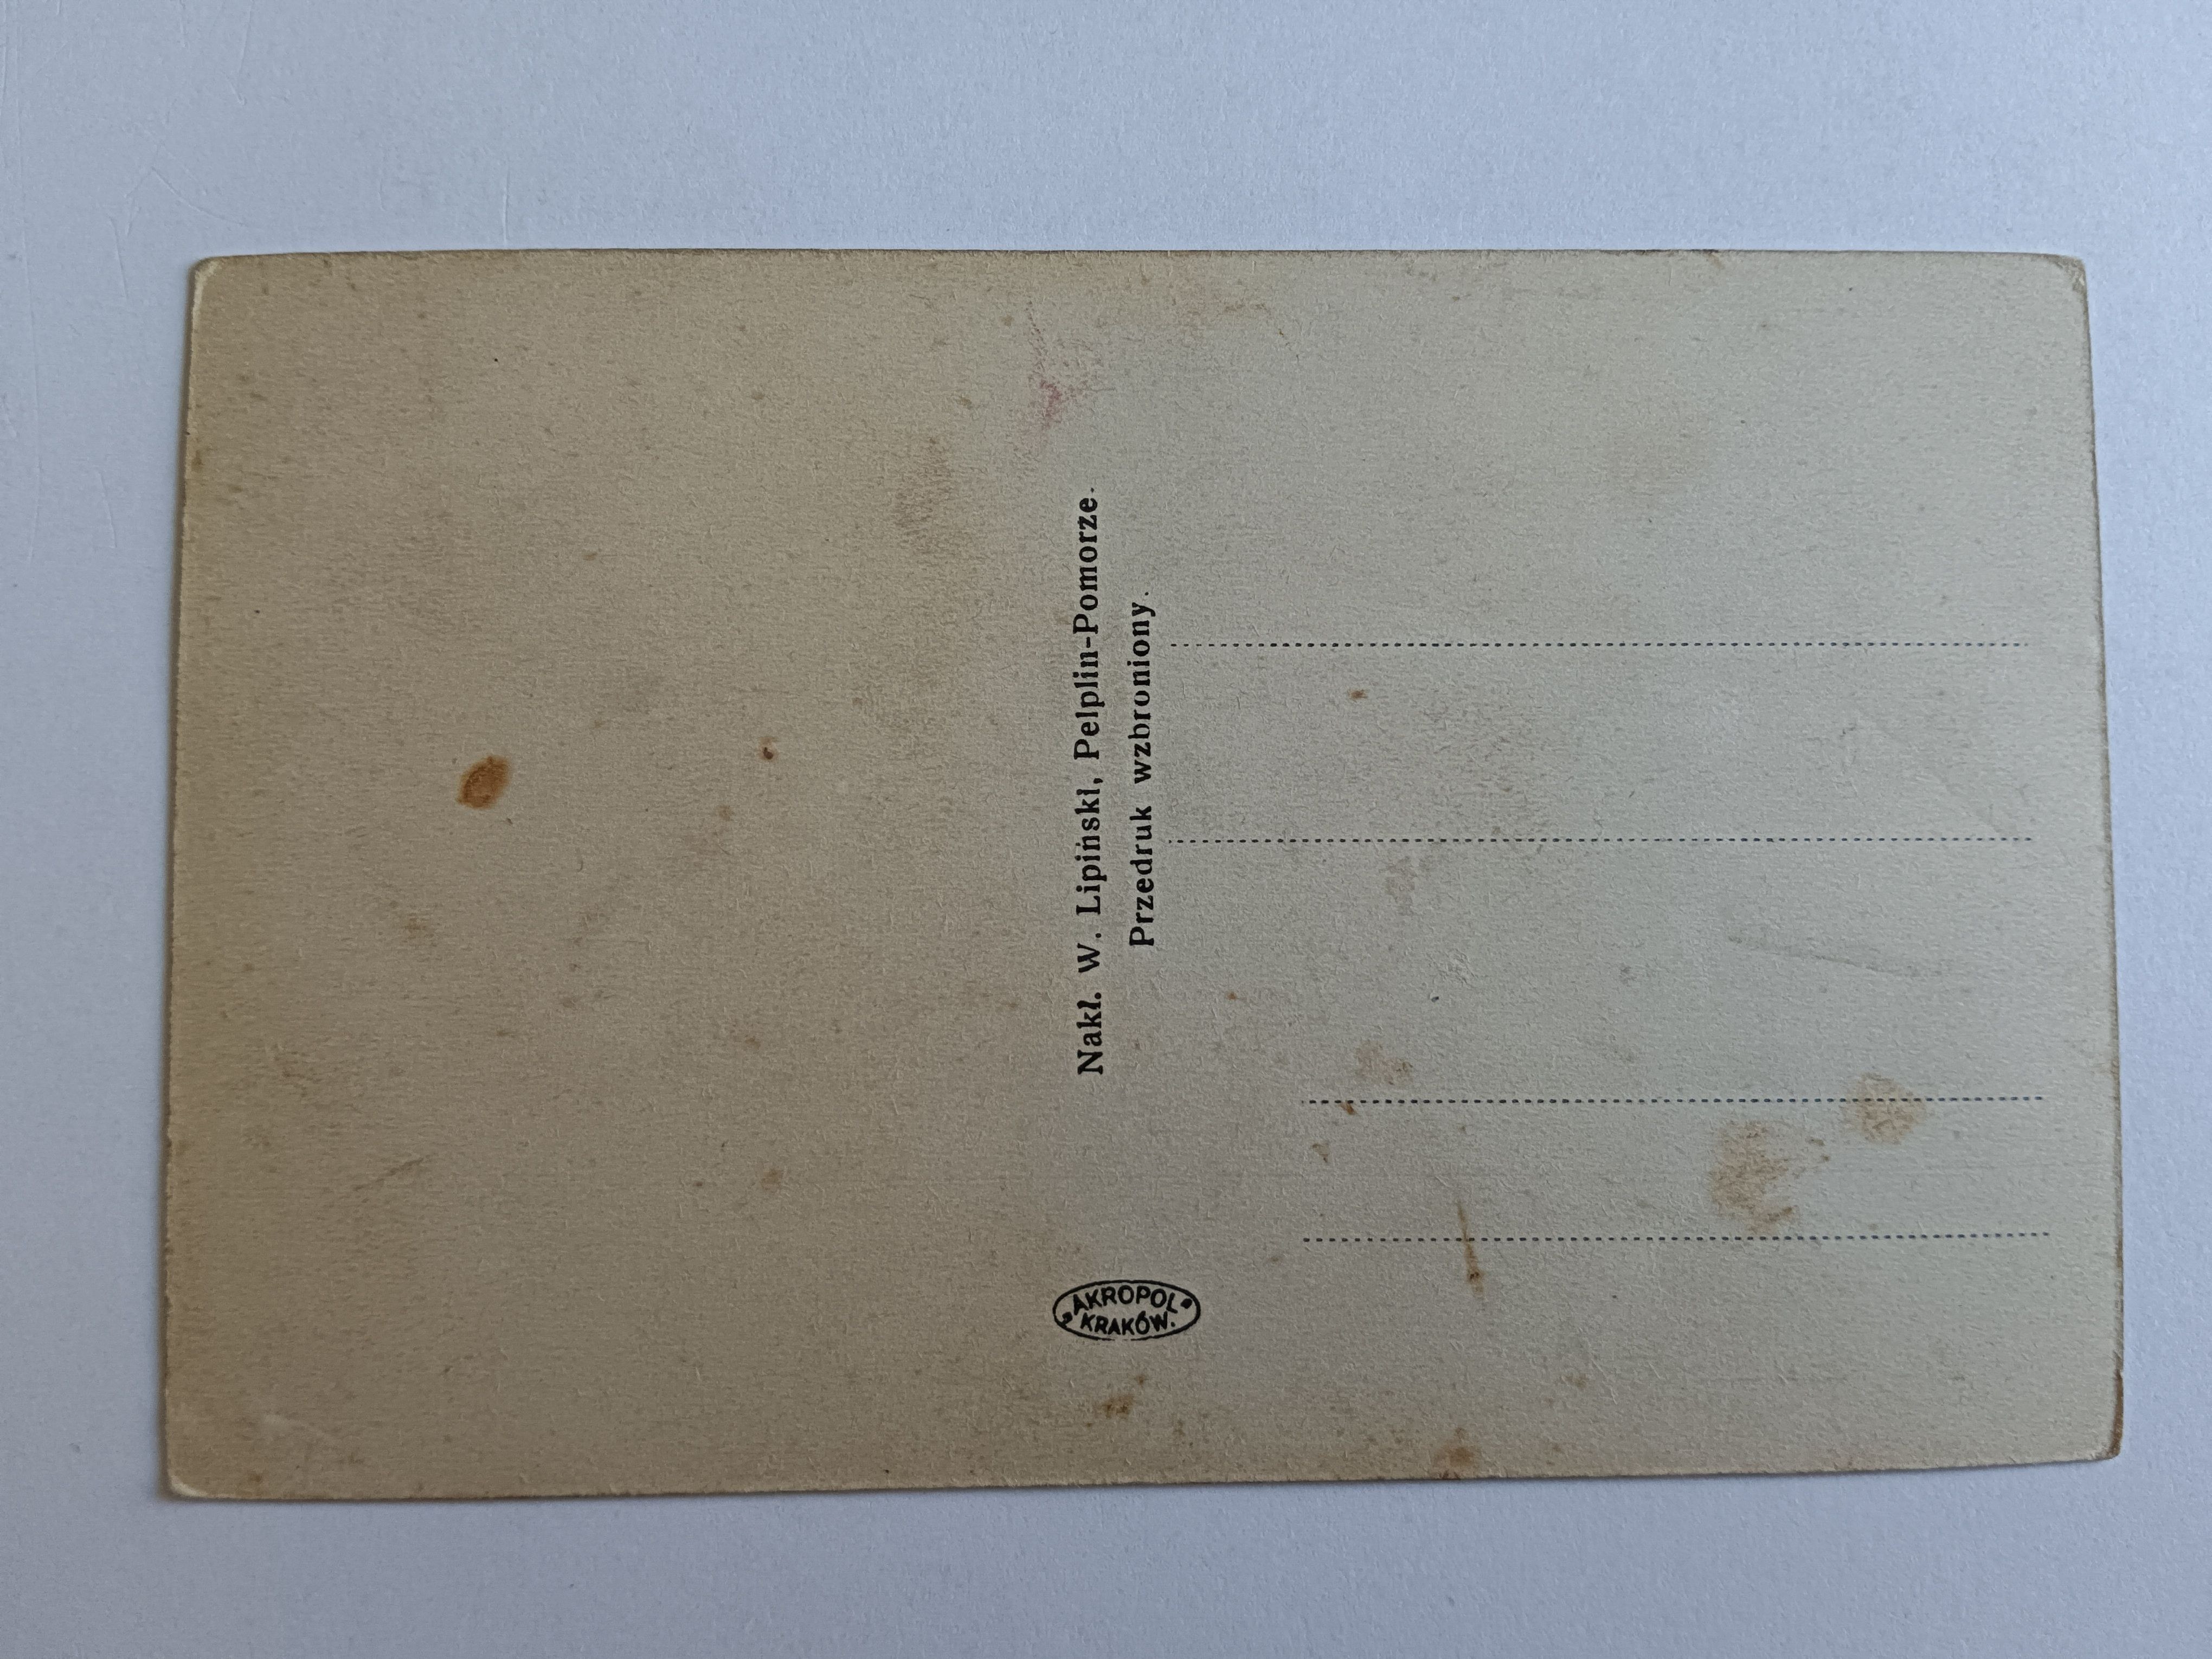 Nakł. W. Lipiński, Pelplin-Pomorze.
Przedruk wzbroniony.
"AKROPOL"
KRAKÓW.